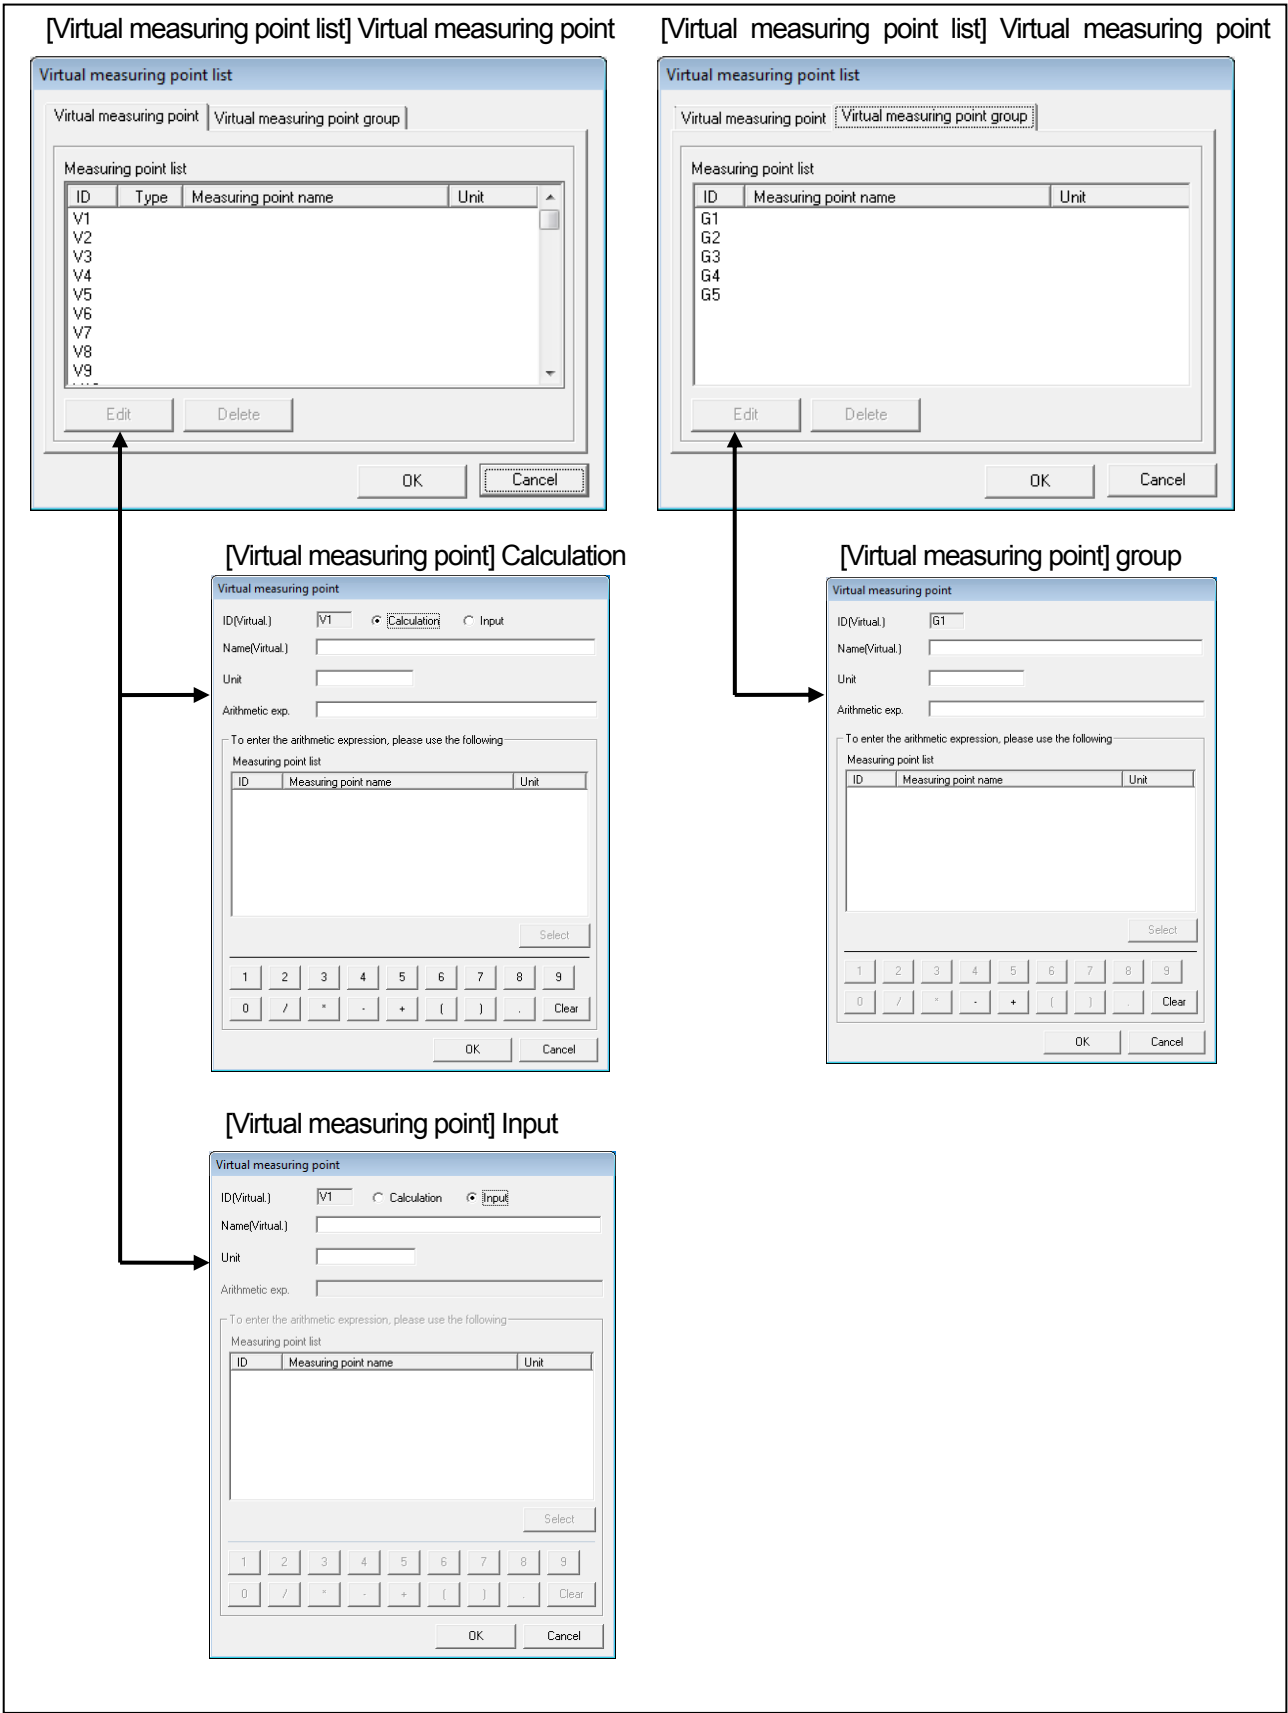 [Virtual measuring point list] Virtual measuring point
Virtual measuring point list
Virtual measuring point Virtual measuring point group
Measuring point list
ID Type Measuring point name Unit
V1
V2
V3
V4
V5
V6
V7
V8
V9
Edit Delete
OK Cancel
[Virtual measuring point list] Virtual measuring point
Virtual measuring point list
Virtual measuring point Virtual measuring point group
Measuring point list
ID Measuring point name Unit
G1
G2
G3
G4
G5
Edit Delete
OK Cancel
[Virtual measuring point] Calculation
Virtual measuring point
ID(Virtual.) V1 Calculation Input
Name(Virtual.)
Unit
Arithmetic exp.
To enter the arithmetic expression, please use the following
Measuring point list
ID Measuring point name Unit
Select
1 2 3 4 5 6 7 8 9
0 / * - + ( ) . Clear
OK Cancel
[Virtual measuring point] group
Virtual measuring point
ID(Virtual.) G1
Name(Virtual.)
Unit
Arithmetic exp.
To enter the arithmetic expression, please use the following
Measuring point list
ID Measuring point name Unit
Select
1 2 3 4 5 6 7 8 9
0 / * - + ( ) . Clear
OK Cancel
[Virtual measuring point] Input
Virtual measuring point
ID(Virtual.) V1 Calculation Input
Name(Virtual.)
Unit
Arithmetic exp.
To enter the arithmetic expression, please use the following
Measuring point list
ID Measuring point name Unit
Select
1 2 3 4 5 6 7 8 9
0 / * - + ( ) . Clear
OK Cancel